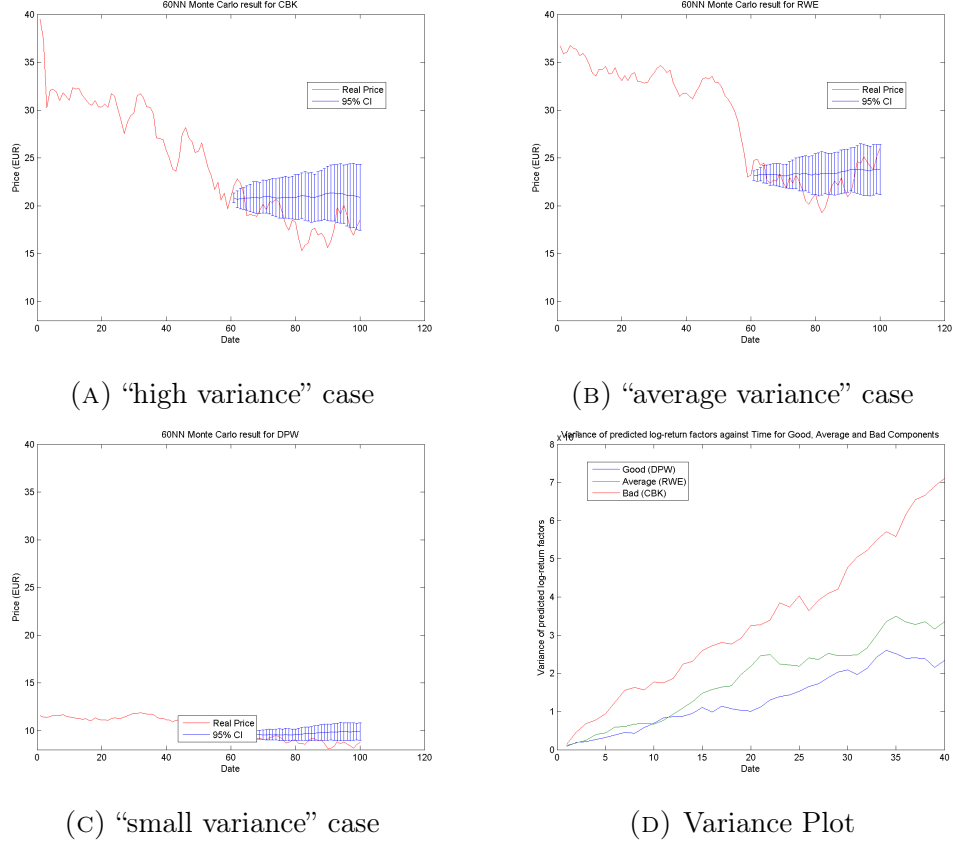 60NN Monte Carlo result for CBK
40
35
30
25
20
15
10
Price (EUR)
Real Price
95% CI
0 20 40 60 80 100 120
Date
(A) “high variance” case
60NN Monte Carlo result for RWE
40
35
30
25
20
15
10
Price (EUR)
Real Price
95% CI
0 20 40 60 80 100 120
Date
(B) “average variance” case
60NN Monte Carlo result for DPW
40
35
30
25
20
15
10
Price (EUR)
Real Price
95% CI
0 20 40 60 80 100 120
Date
(C) “small variance” case
Variance of predicted log-return factors against Time for Good, Average and Bad Components
x 10
8
7
6
5
4
3
2
1
0
Variance of predicted log-return factors
Good (DPW)
Average (RWE)
Bad (CBK)
0 5 10 15 20 25 30 35 40
Date
(D) Variance Plot